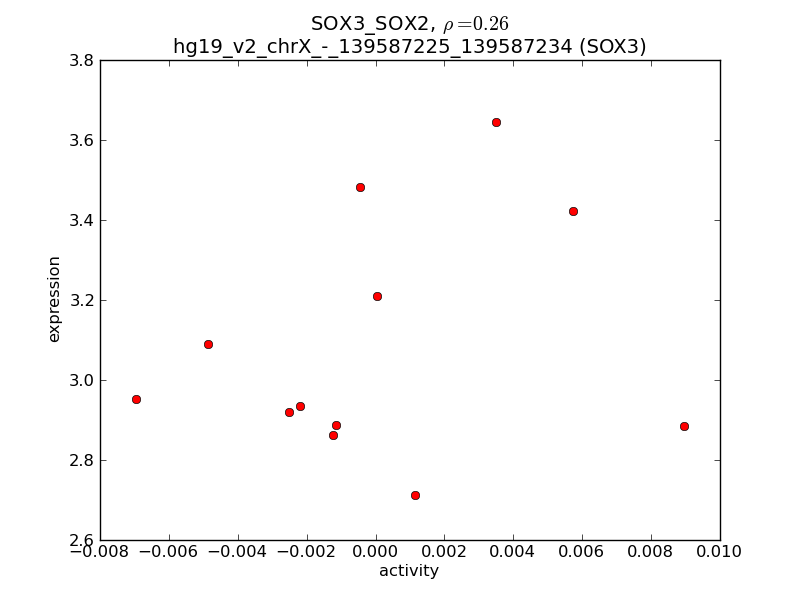 SOX3_SOX2, ρ=0.26
hg19_v2_chrX_-_139587225_139587234 (SOX3)
3.8
3.6
3.4
3.2
3.0
2.8
2.6
expression
−0.008 −0.006 −0.004 −0.002 0.000 0.002 0.004 0.006 0.008 0.010
activity